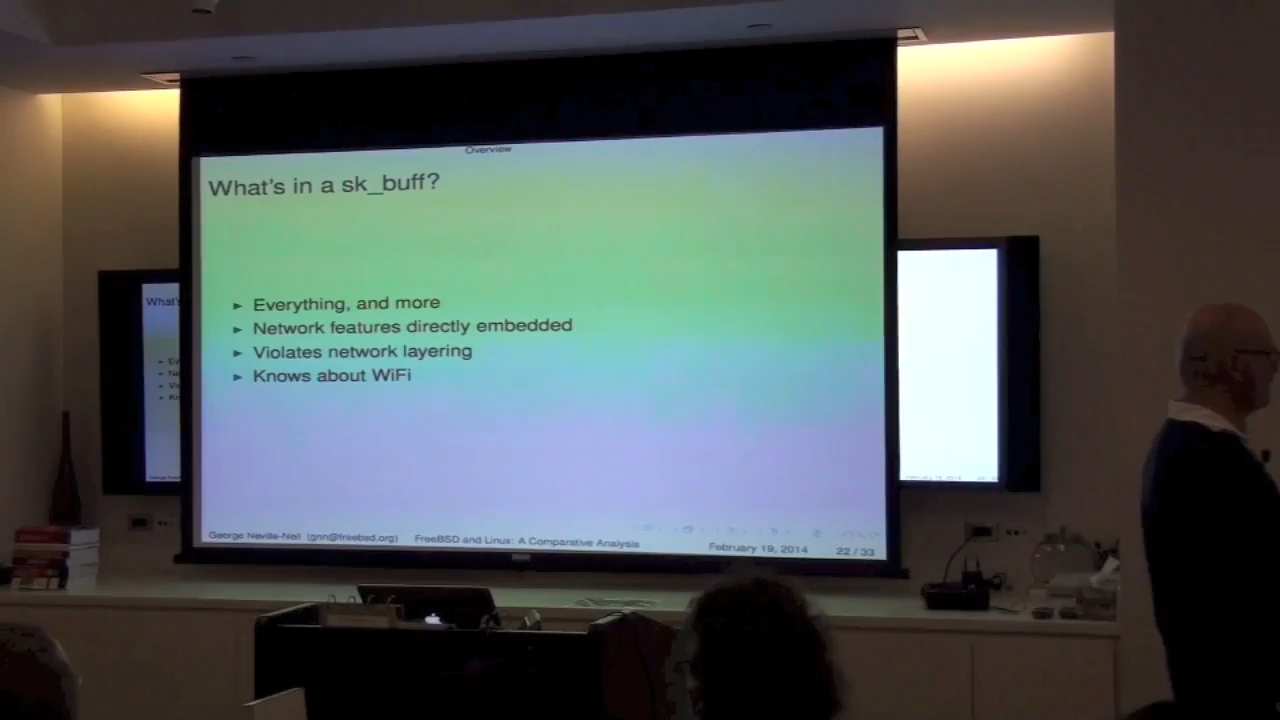 Overview
What's in a sk_buff?
► Everything, and more
► Network features directly embedded
► Violates network layering
► Knows about WiFi
George Neville-Neil (gnn@freebsd.org) FreeBSD and Linux: A Comparative Analysis February 19, 2014 22 / 33
What's